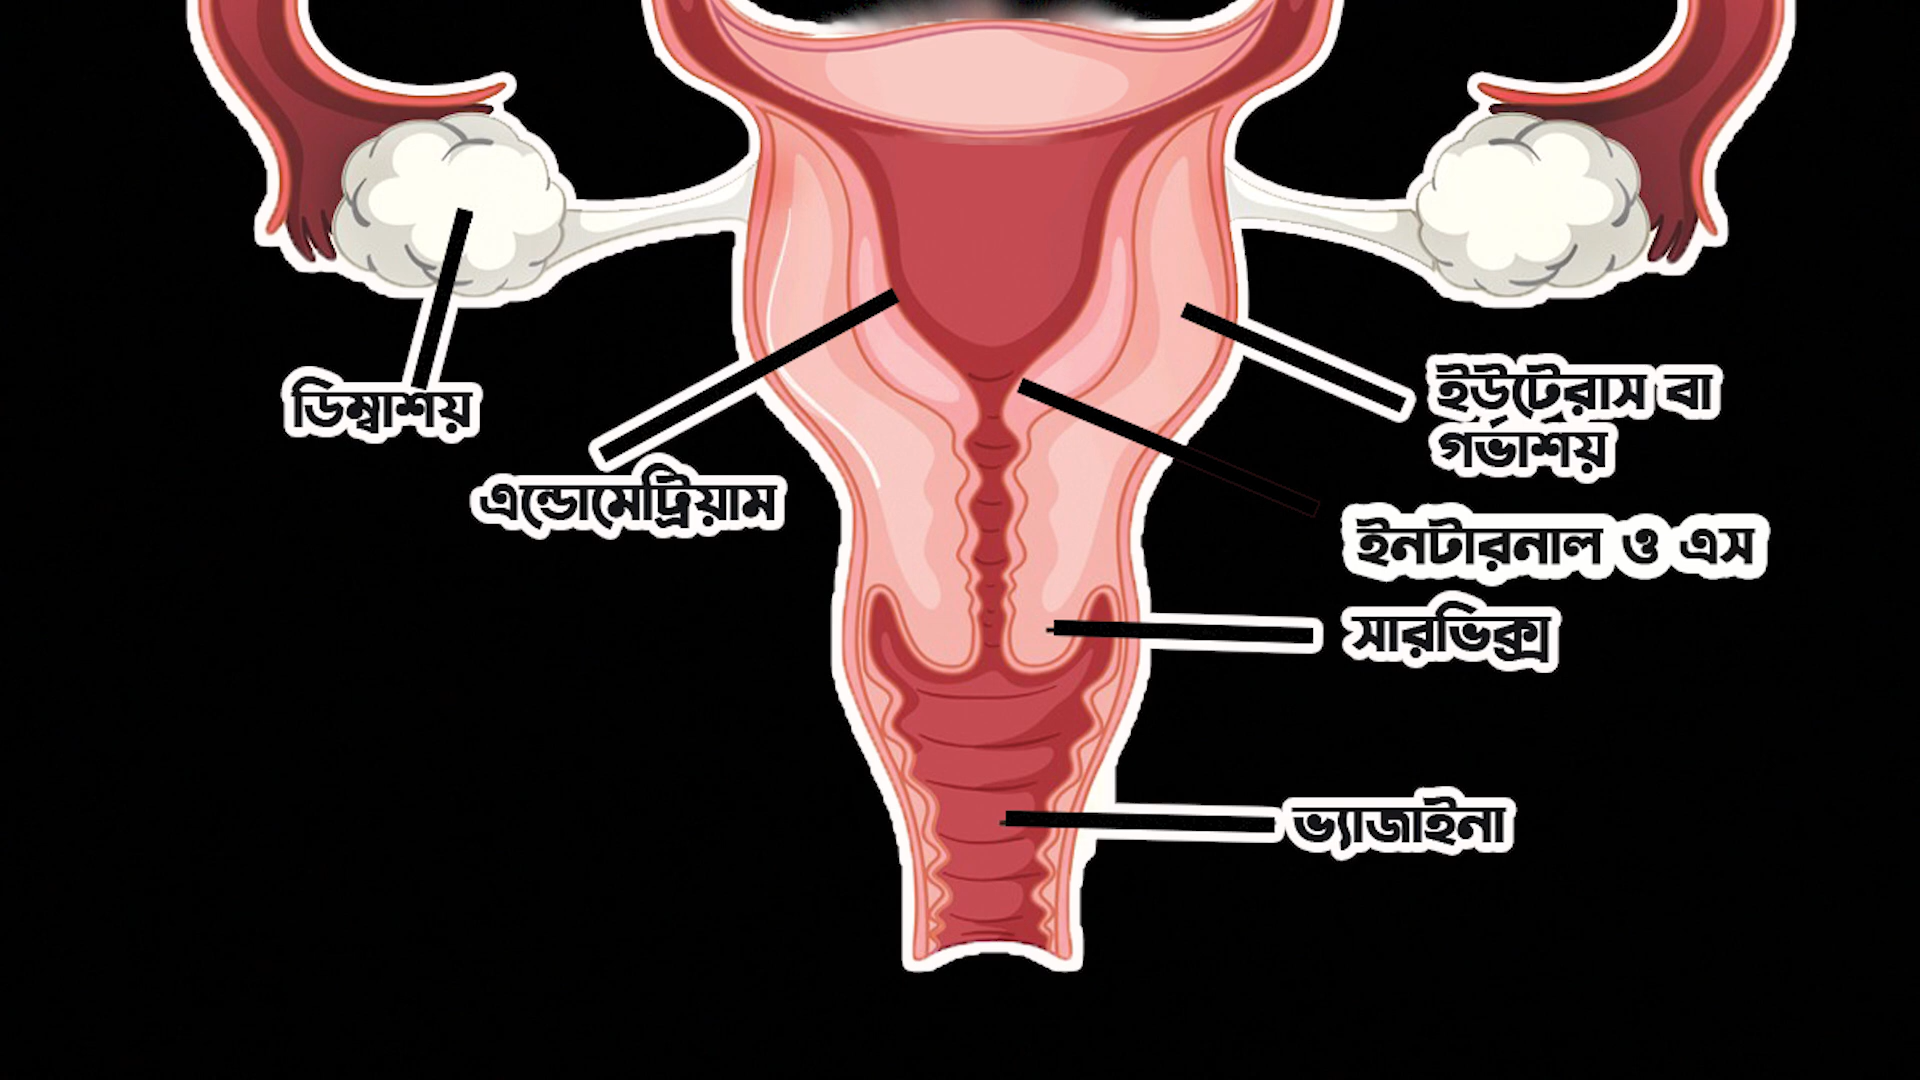 ডিম্বাশয়
এন্ডোমেট্রিয়াম
ইউটেরাস বা
গর্ভাশয়
ইনটারনাল ও এস
সারভিক্স
ভ্যাজাইনা